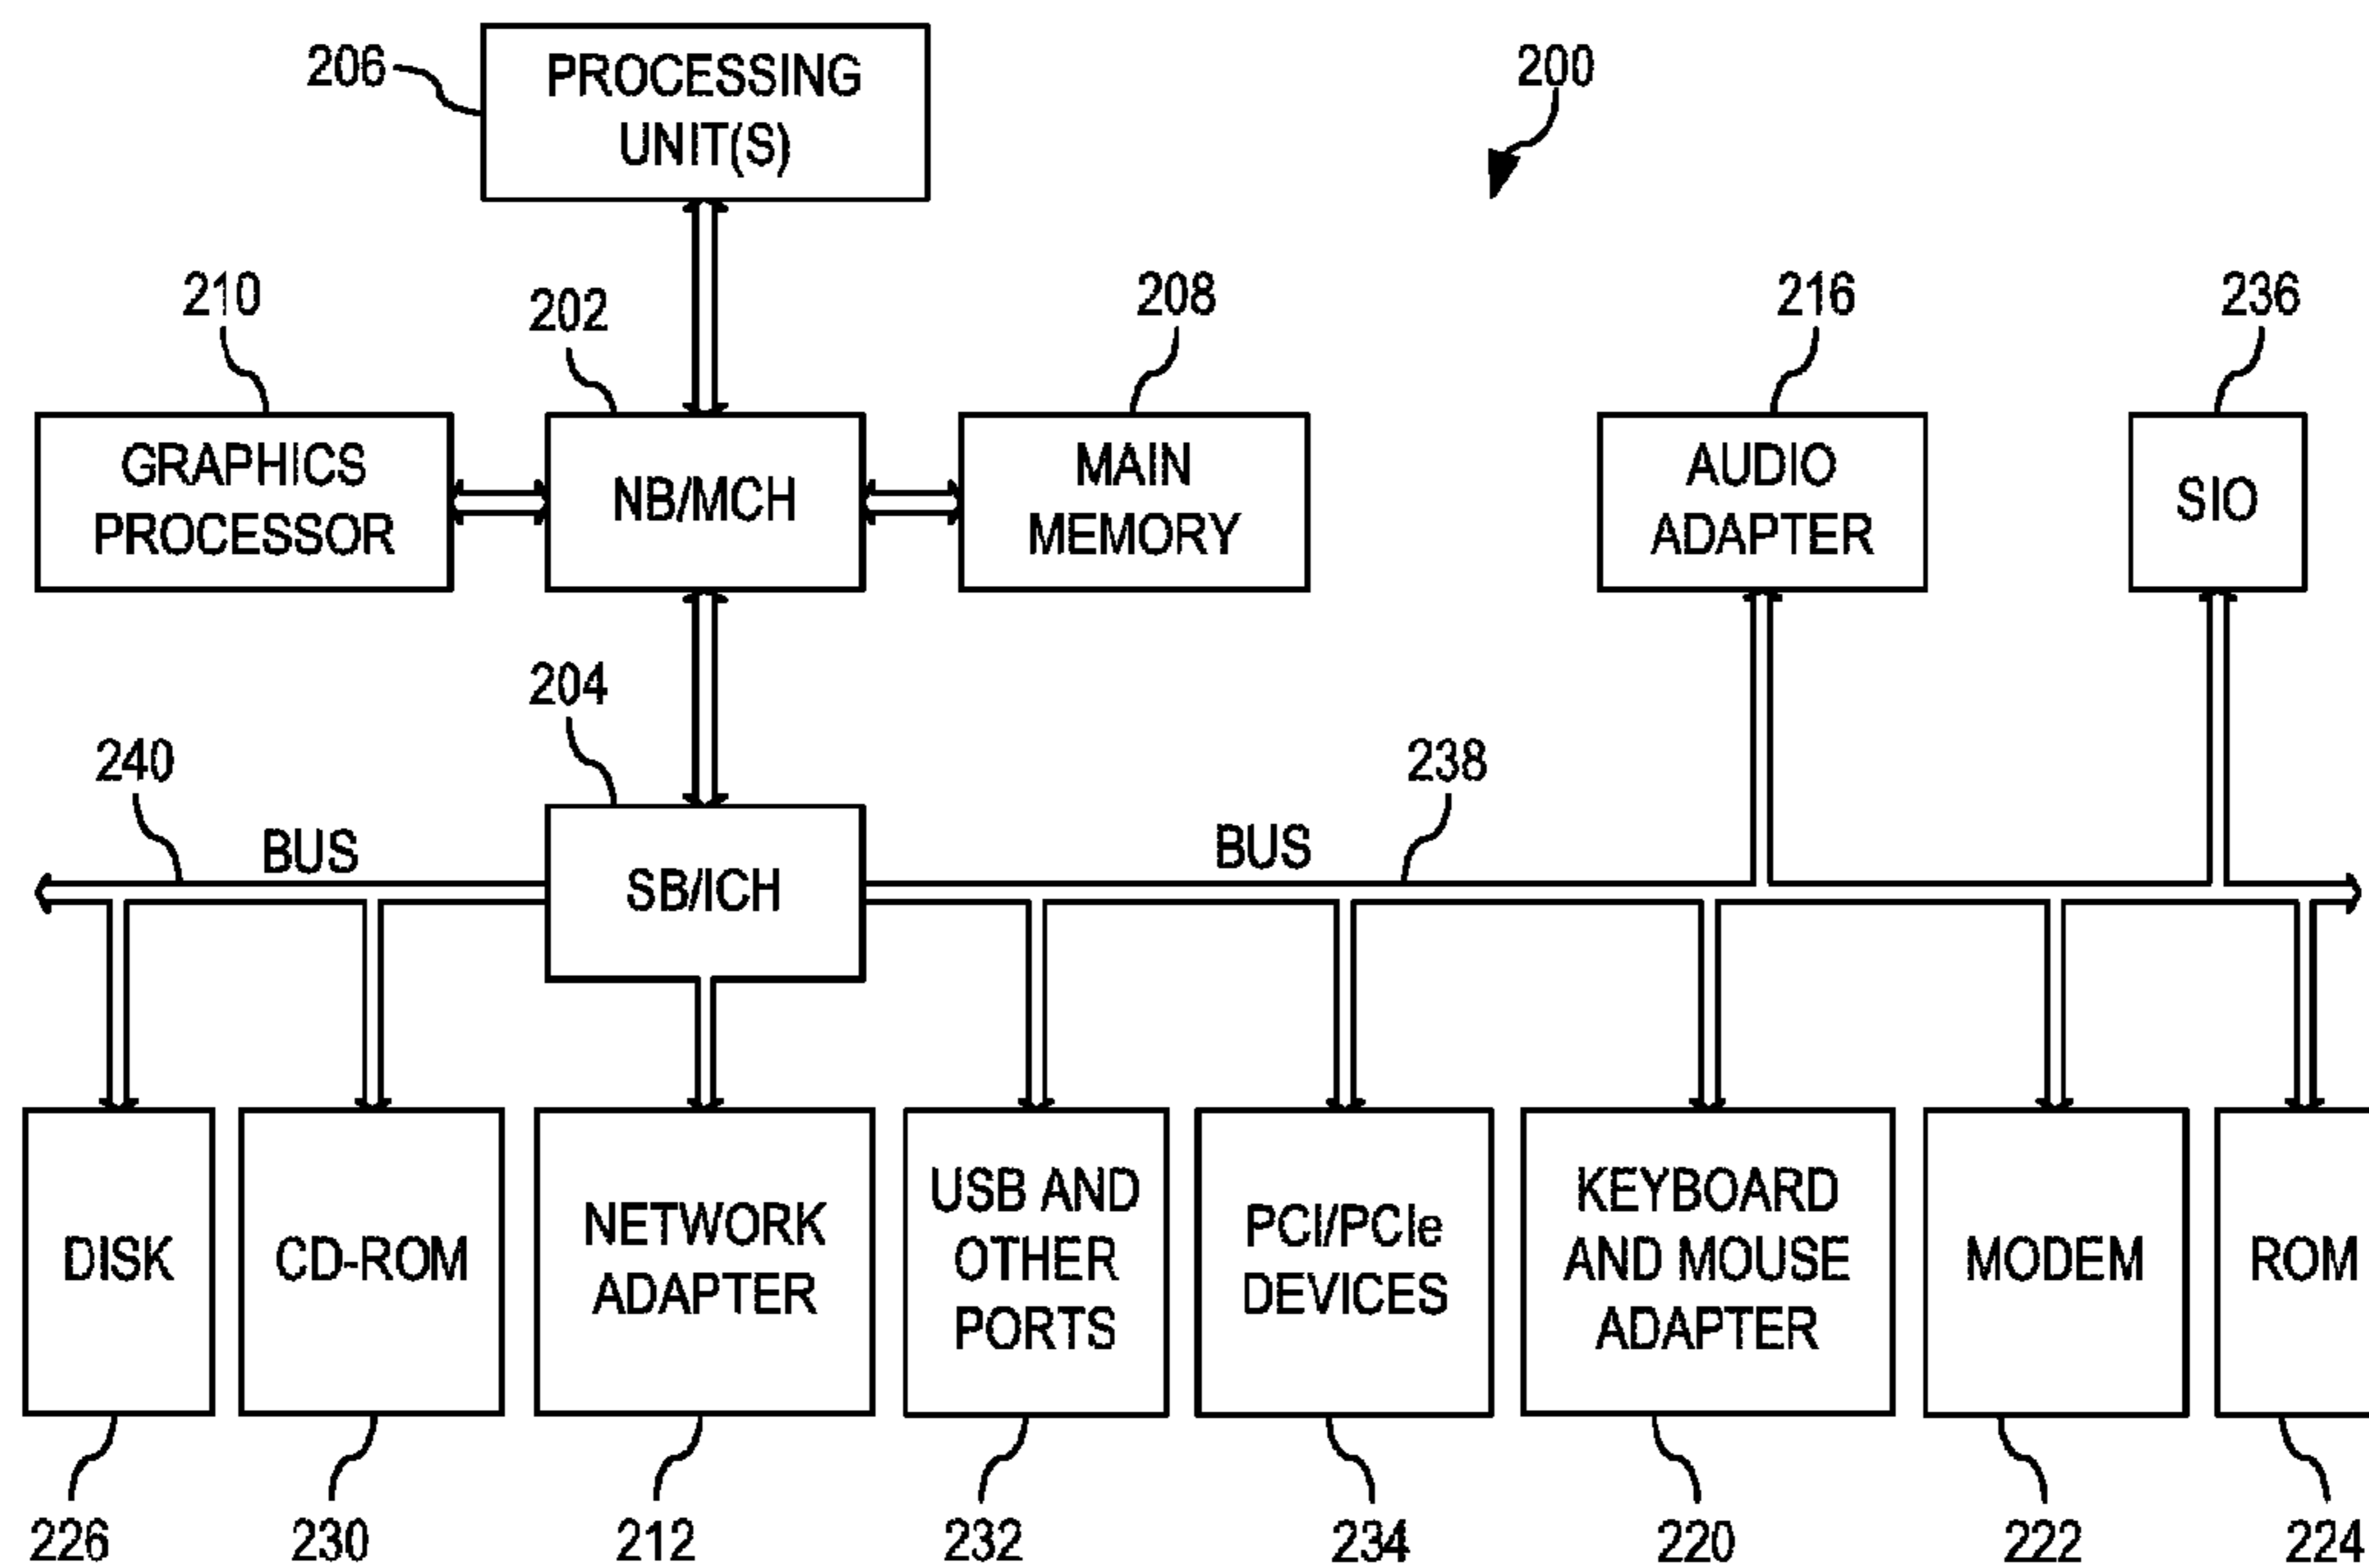 206
PROCESSING
UNIT(S)
200
210
202
208
216
236
GRAPHICS
PROCESSOR
NB/MCH
MAIN
MEMORY
AUDIO
ADAPTER
SIO
204
240
238
BUS
BUS
SB/ICH
DISK
CD-ROM
NETWORK
ADAPTER
USB AND
OTHER
PORTS
PCI/PCIe
DEVICES
KEYBOARD
AND MOUSE
ADAPTER
MODEM
ROM
226
230
212
232
234
220
222
224